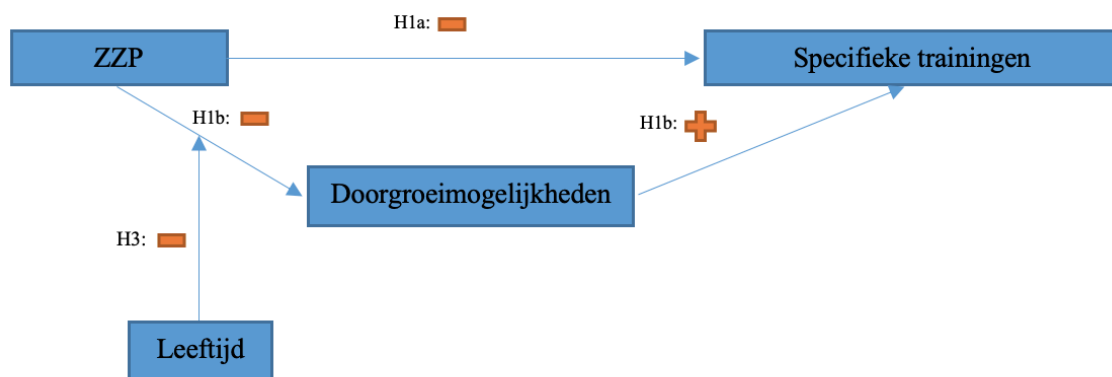 H1a:
ZZP
Specifieke trainingen
H1b:
H1b:
Doorgroeimogelijkheden
H3:
Leeftijd